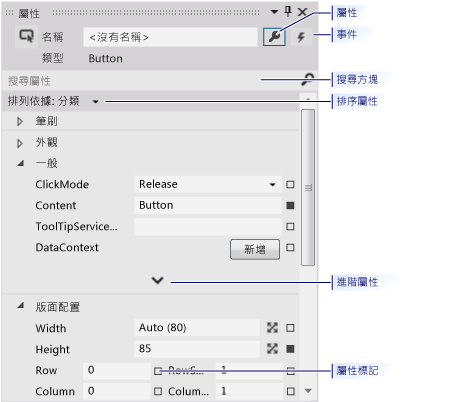 屬性
屬性
名稱 <沒有名稱>
事件
類型 Button
搜尋屬性
搜尋方塊
排列依據: 分類
排序屬性
筆刷
外觀
一般
ClickMode Release
Content Button
ToolTipService...
DataContext 新增
進階屬性
版面配置
Width Auto (80)
Height 85
Row 0 RowS... 1
屬性標記
Column 0 Colum... 1